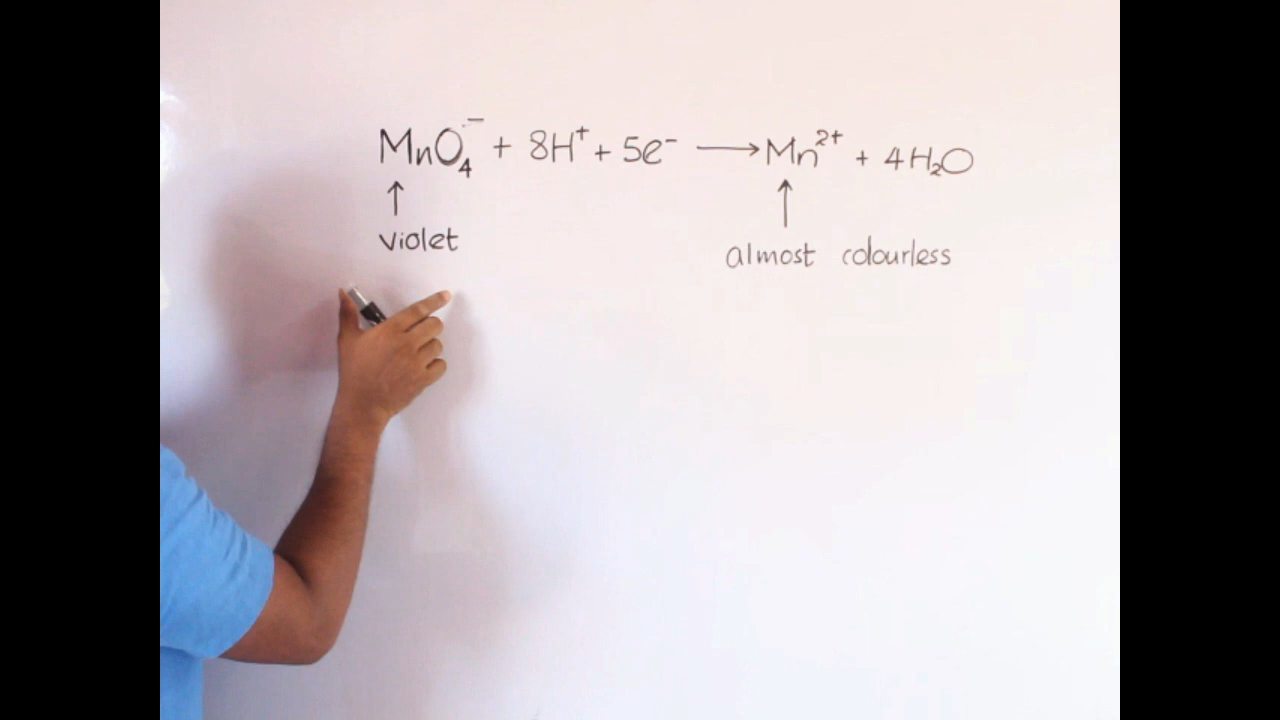 MnO₄⁻ + 8H⁺ + 5e⁻ ⟶ Mn²⁺ + 4H₂O
↑ ↑
violet almost colourless